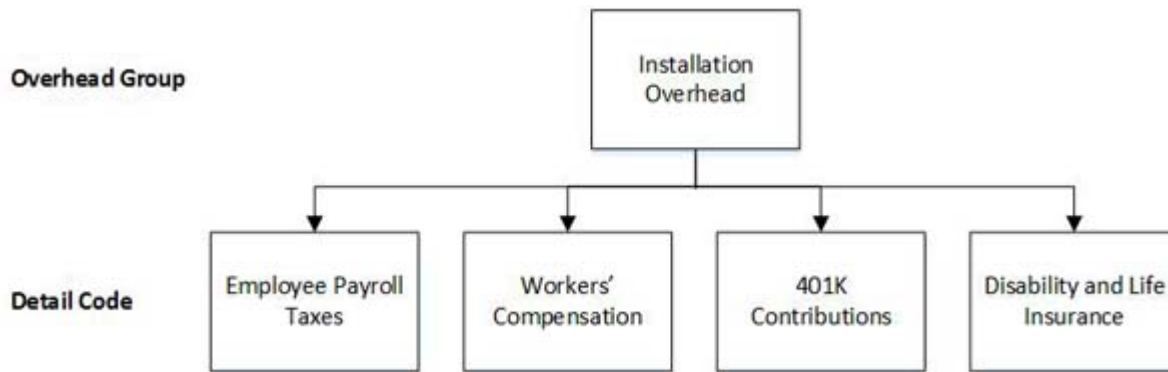 Overhead Group
Installation
Overhead
Detail Code
Employee Payroll
Taxes
Workers’
Compensation
401K
Contributions
Disability and Life
Insurance